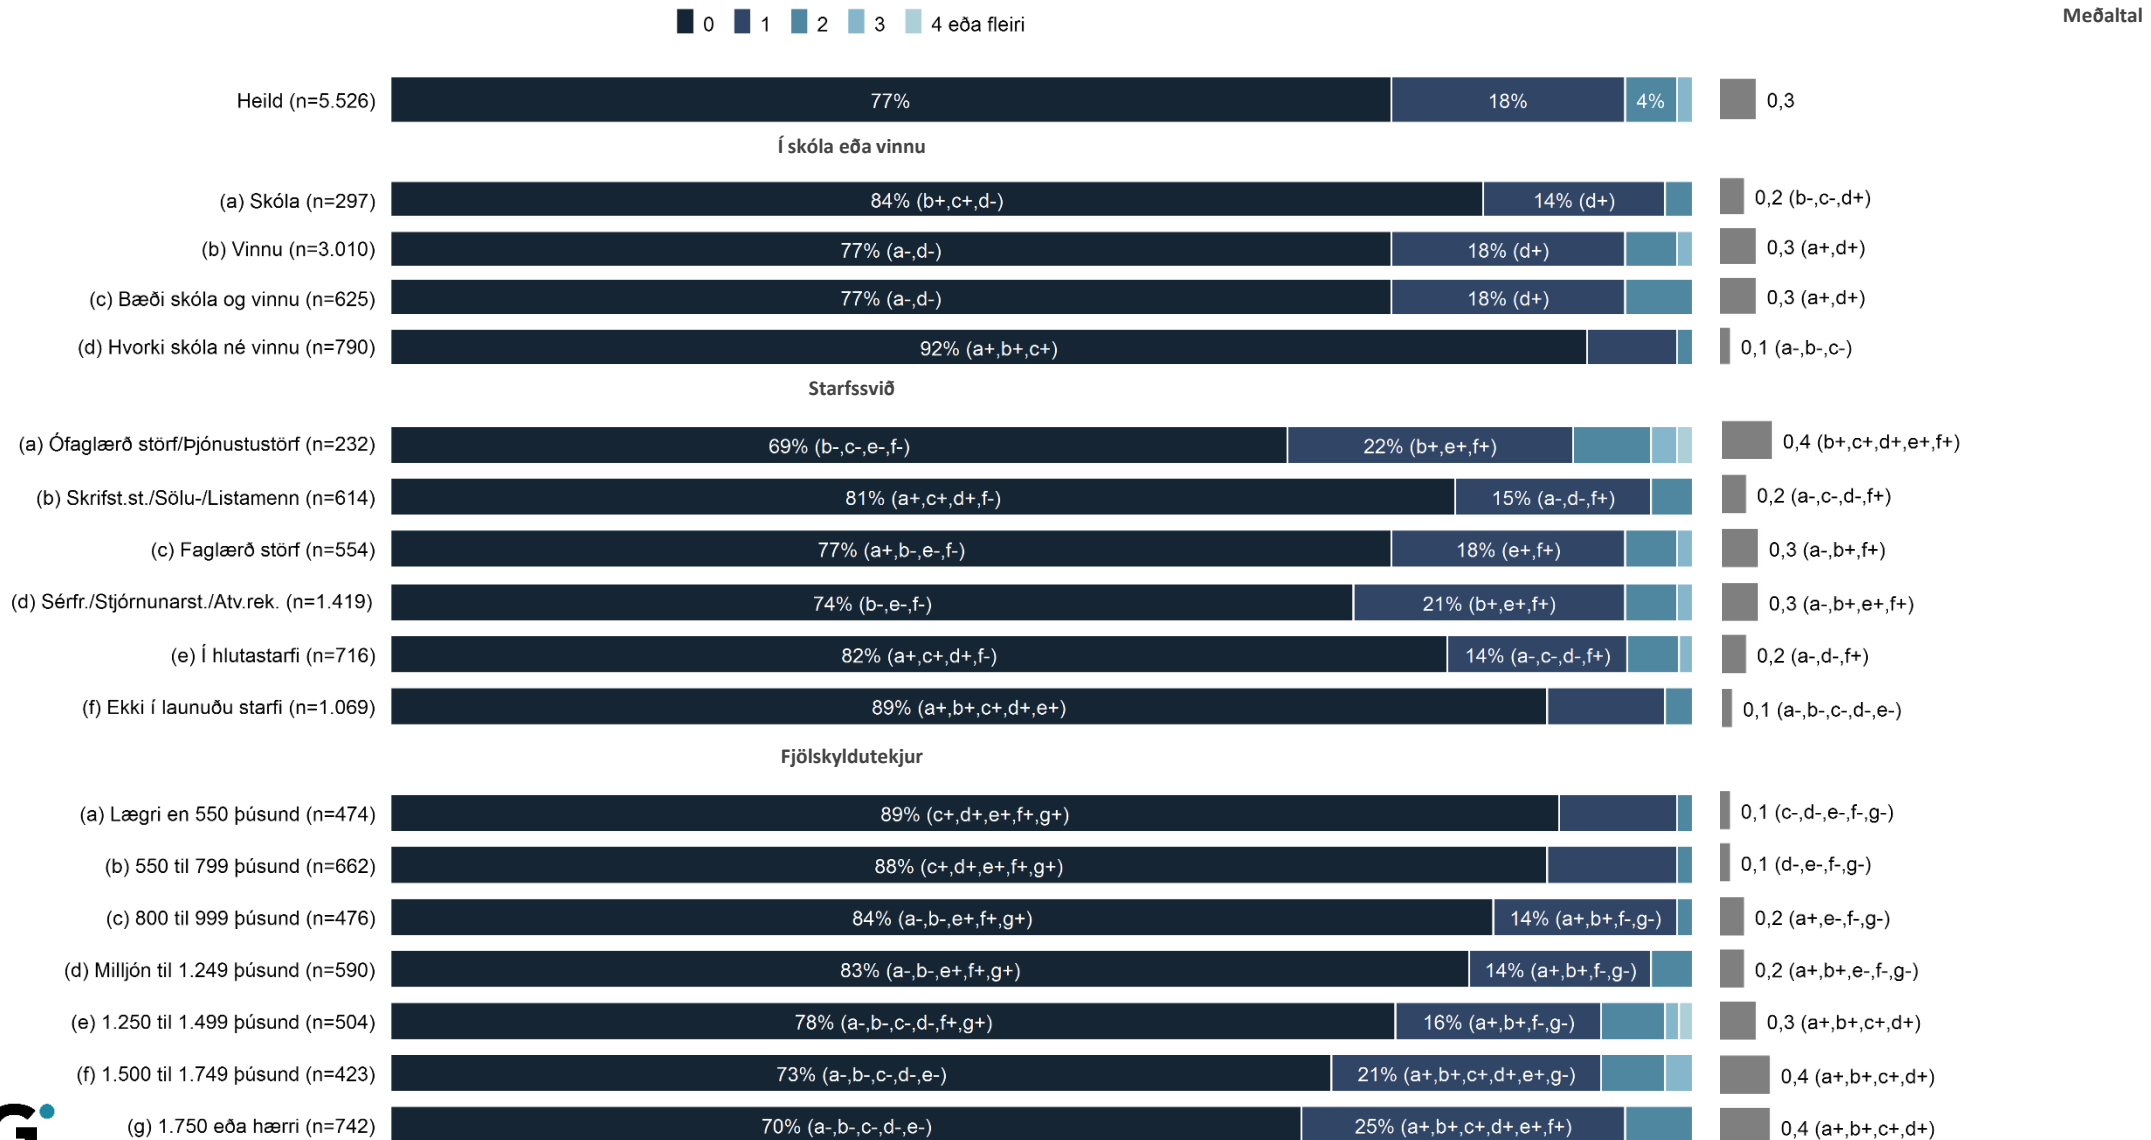 0 1 2 3 4 eða fleiri
Meðaltal
Heild (n=5.526) 77% 18% 4% 0,3
Í skóla eða vinnu
(a) Skóla (n=297) 84% (b+,c+,d-) 14% (d+) 0,2 (b-,c-,d+)
(b) Vinnu (n=3.010) 77% (a-,d-) 18% (d+) 0,3 (a+,d+)
(c) Bæði skóla og vinnu (n=625) 77% (a-,d-) 18% (d+) 0,3 (a+,d+)
(d) Hvorki skóla né vinnu (n=790) 92% (a+,b+,c+) 0,1 (a-,b-,c-)
Starfssvið
(a) Ófaglærð störf/Þjónustustörf (n=232) 69% (b-,c-,e-,f-) 22% (b+,e+,f+) 0,4 (b+,c+,d+,e+,f+)
(b) Skrifst.st./Sölu-/Listamenn (n=614) 81% (a+,c+,d+,f-) 15% (a-,d-,f+) 0,2 (a-,c-,d-,f+)
(c) Faglærð störf (n=554) 77% (a+,b-,e-,f-) 18% (e+,f+) 0,3 (a-,b+,f+)
(d) Sérfr./Stjórnunarst./Atv.rek. (n=1.419) 74% (b-,e-,f-) 21% (b+,e+,f+) 0,3 (a-,b+,e+,f+)
(e) Í hlutastarfi (n=716) 82% (a+,c+,d+,f-) 14% (a-,c-,d-,f+) 0,2 (a-,d-,f+)
(f) Ekki í launuðu starfi (n=1.069) 89% (a+,b+,c+,d+,e+) 0,1 (a-,b-,c-,d-,e-)
Fjölskyldutekjur
(a) Lægri en 550 þúsund (n=474) 89% (c+,d+,e+,f+,g+) 0,1 (c-,d-,e-,f-,g-)
(b) 550 til 799 þúsund (n=662) 88% (c+,d+,e+,f+,g+) 0,1 (d-,e-,f-,g-)
(c) 800 til 999 þúsund (n=476) 84% (a-,b-,e+,f+,g+) 14% (a+,b+,f-,g-) 0,2 (a+,e-,f-,g-)
(d) Milljón til 1.249 þúsund (n=590) 83% (a-,b-,e+,f+,g+) 14% (a+,b+,f-,g-) 0,2 (a+,b+,e-,f-,g-)
(e) 1.250 til 1.499 þúsund (n=504) 78% (a-,b-,c-,d-,f+,g+) 16% (a+,b+,f-,g-) 0,3 (a+,b+,c+,d+)
(f) 1.500 til 1.749 þúsund (n=423) 73% (a-,b-,c-,d-,e-) 21% (a+,b+,c+,d+,e+,g-) 0,4 (a+,b+,c+,d+)
(g) 1.750 eða hærri (n=742) 70% (a-,b-,c-,d-,e-) 25% (a+,b+,c+,d+,e+,f+) 0,4 (a+,b+,c+,d+)